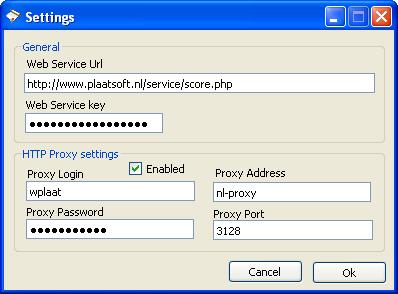 Settings
General
Web Service Url
http://www.plaatsoft.nl/service/score.php
Web Service key
●●●●●●●●●●●●●●●●●
HTTP Proxy settings
Proxy Login
Enabled
Proxy Address
wplaat
nl-proxy
Proxy Password
Proxy Port
●●●●●●●●●●●
3128
Cancel
Ok